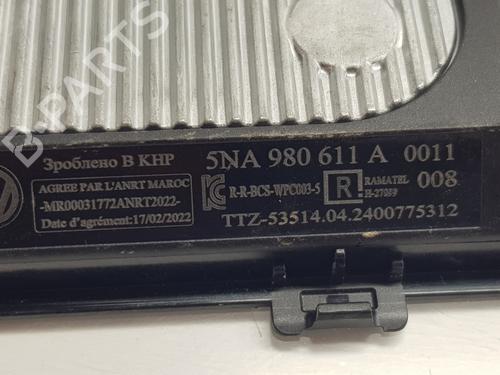 B-PARTS
Зроблено В КНР
5NA 980 611 A 0011
AGREE PAR L'ANRT MAROC
-MR00031772ANRT2022-
Date d'agrément:17/02/2022
R-R-BCS-WPC003-5
R
RAMATEL
008
TTZ-53514.04.2400775312